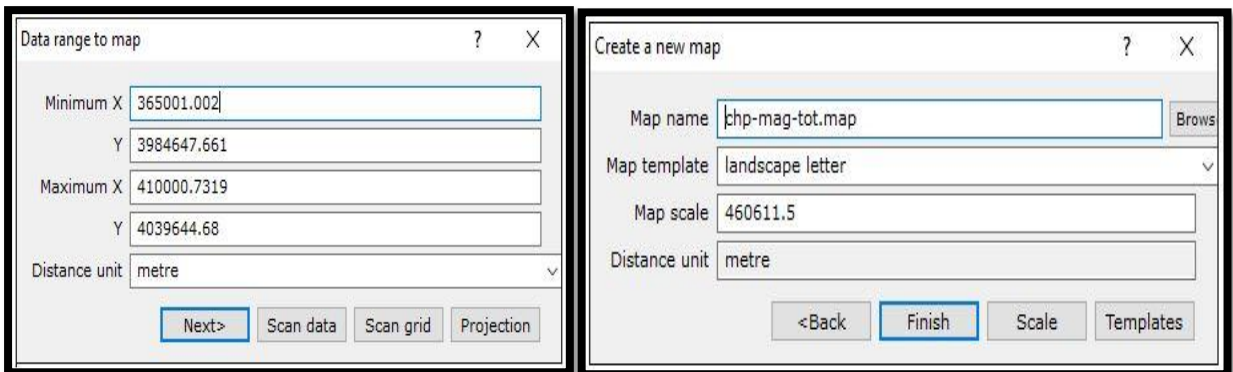 Data range to map ? X
Minimum X 365001.002
Y 3984647.661
Maximum X 410000.7319
Y 4039644.68
Distance unit metre
Next> Scan data Scan grid Projection
Create a new map ? X
Map name chp-mag-tot.map Brows
Map template landscape letter
Map scale 460611.5
Distance unit metre
<Back Finish Scale Templates